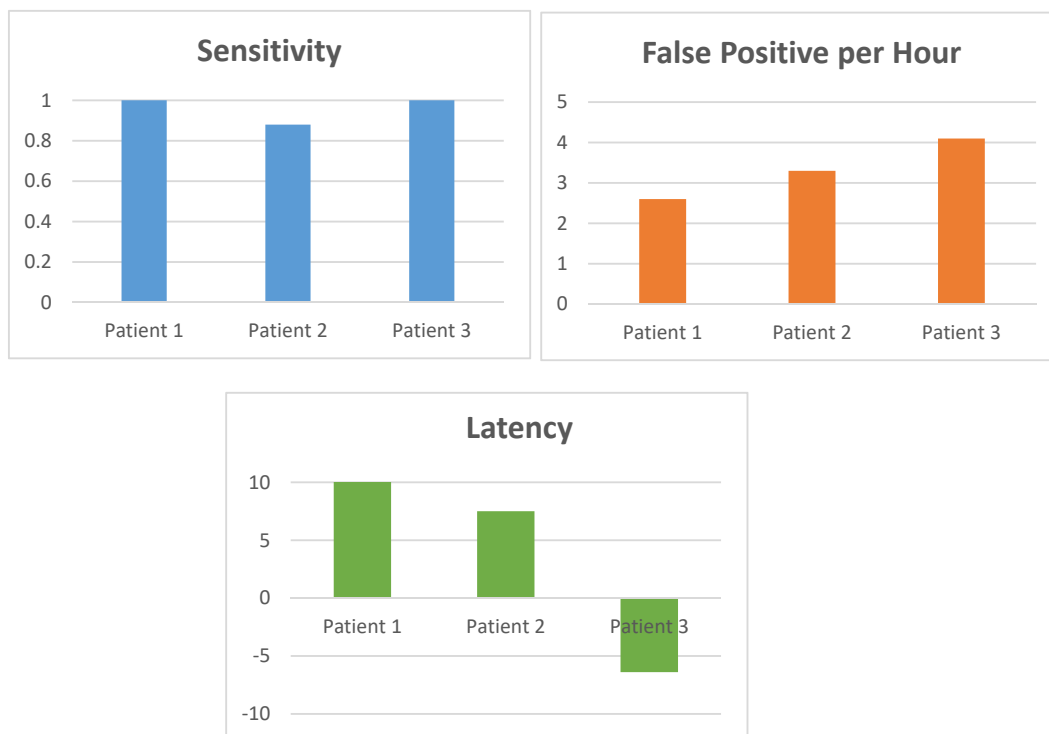 Sensitivity
1
0.8
0.6
0.4
0.2
0
Patient 1 Patient 2 Patient 3
False Positive per Hour
5
4
3
2
1
0
Patient 1 Patient 2 Patient 3
Latency
10
5
0
Patient 1 Patient 2 Patient 3
-5
-10